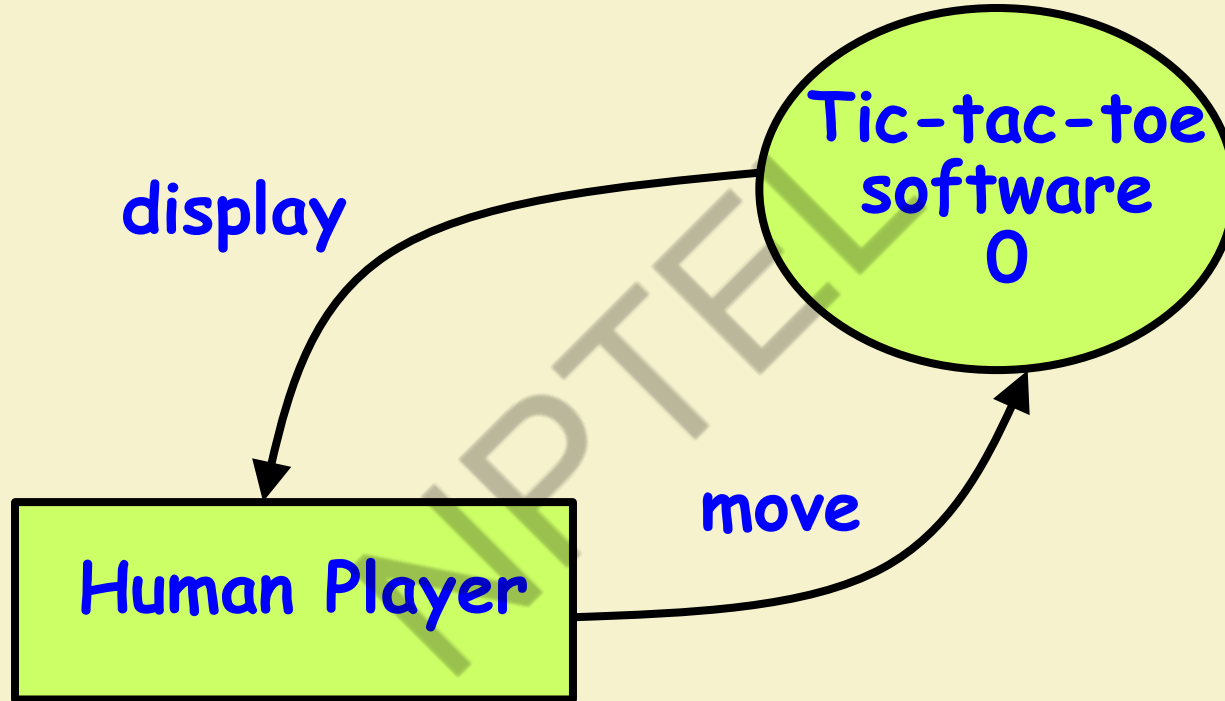 Tic-tac-toe
software
0
display
move
Human Player
NPTEL